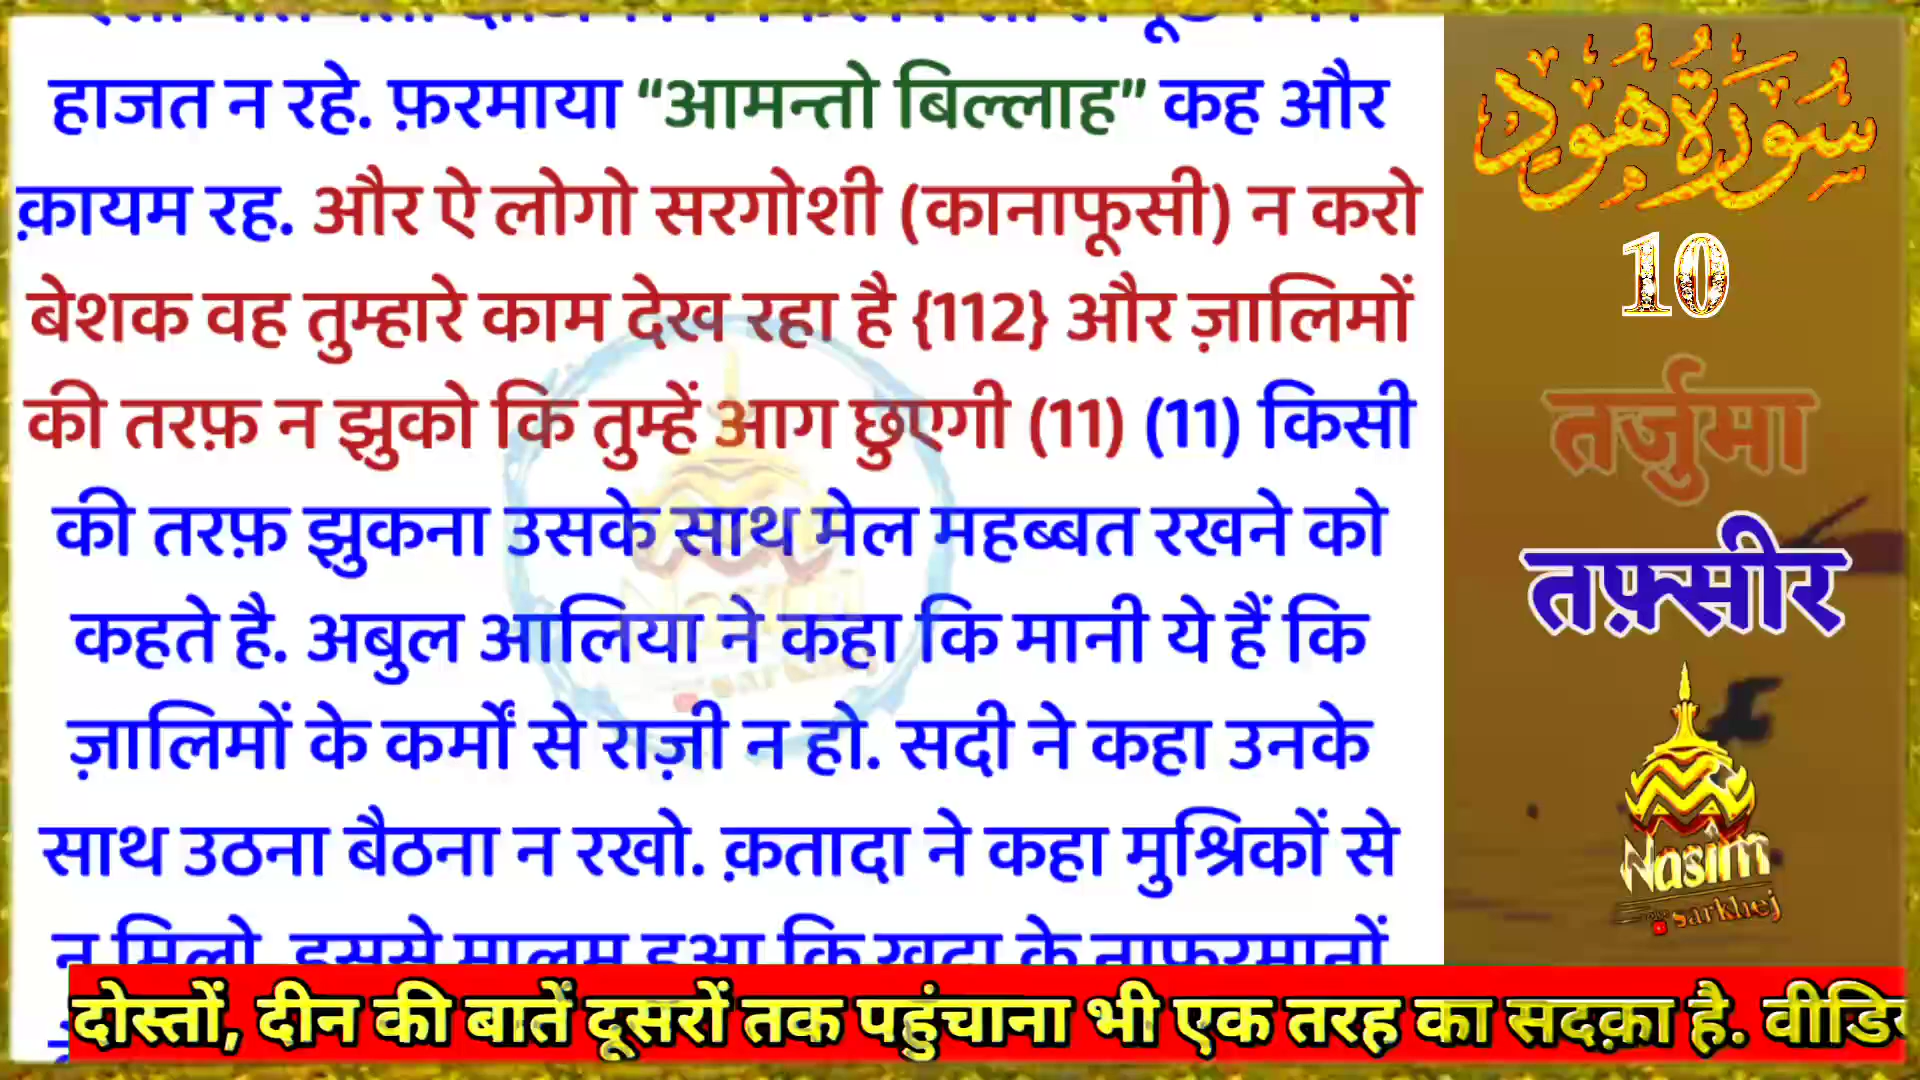 हाजत न रहे. फ़रमाया “आमन्तो बिल्लाह” कह और
क़ायम रह. और ऐ लोगो सरगोशी (कानाफूसी) न करो
बेशक वह तुम्हारे काम देख रहा है {112} और ज़ालिमों
की तरफ़ न झुको कि तुम्हें आग छुएगी (11) (11) किसी
की तरफ़ झुकना उसके साथ मेल महब्बत रखने को
कहते है. अबुल आलिया ने कहा कि मानी ये हैं कि
ज़ालिमों के कर्मों से राज़ी न हो. सदी ने कहा उनके
साथ उठना बैठना न रखो. क़तादा ने कहा मुश्रिकों से
न मिलो. इससे मालूम हुआ कि ख़ुदा के नाफ़रमानों
दोस्तों, दीन की बातें दूसरों तक पहुंचाना भी एक तरह का सदक़ा है.
سُوْرَةُ هُوْدٍ
10
तर्जुमा
तफ़्सीर
Nasim
sarkhej